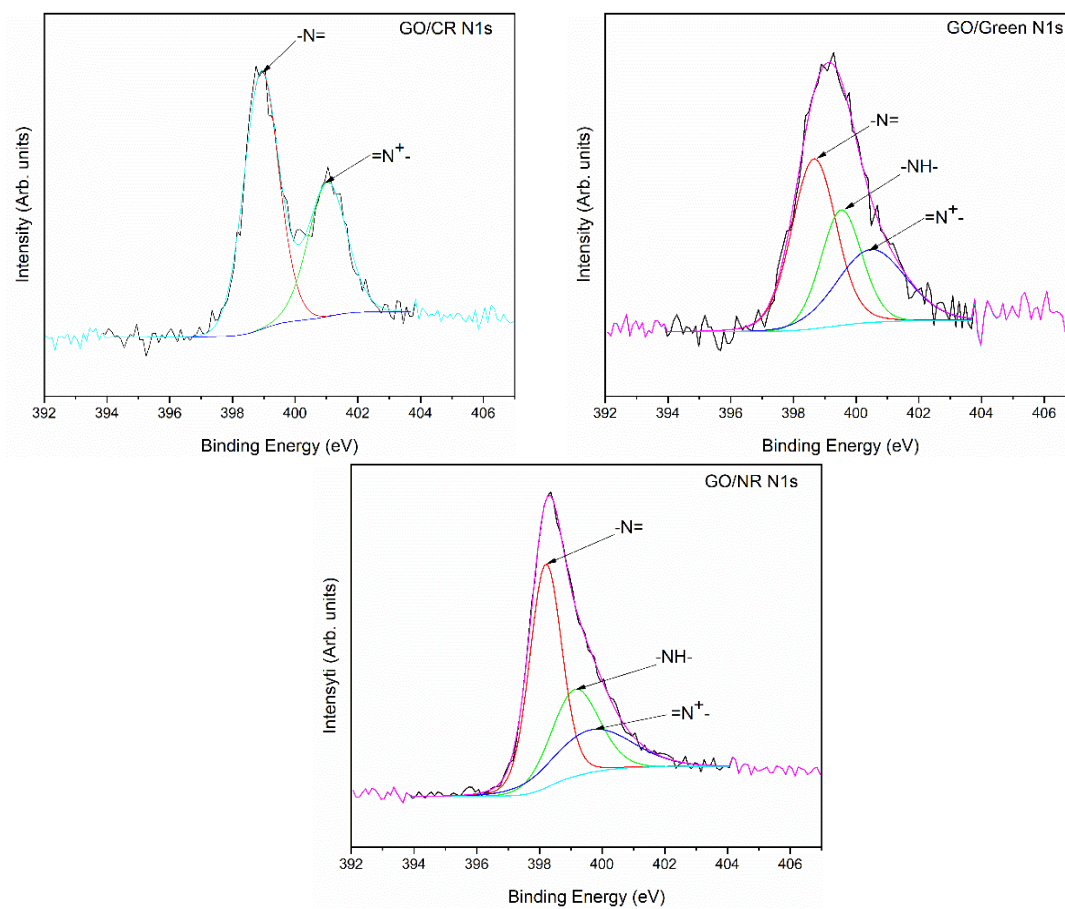 GO/CR N1s
-N=
=N+-
Intensity (Arb. units)
392 394 396 398 400 402 404 406
Binding Energy (eV)
GO/Green N1s
-N=
-NH-
=N+-
Intensity (Arb. units)
392 394 396 398 400 402 404 406
Binding Energy (eV)
GO/NR N1s
-N=
-NH-
=N+-
Intensyti (Arb. units)
392 394 396 398 400 402 404 406
Binding Energy (eV)